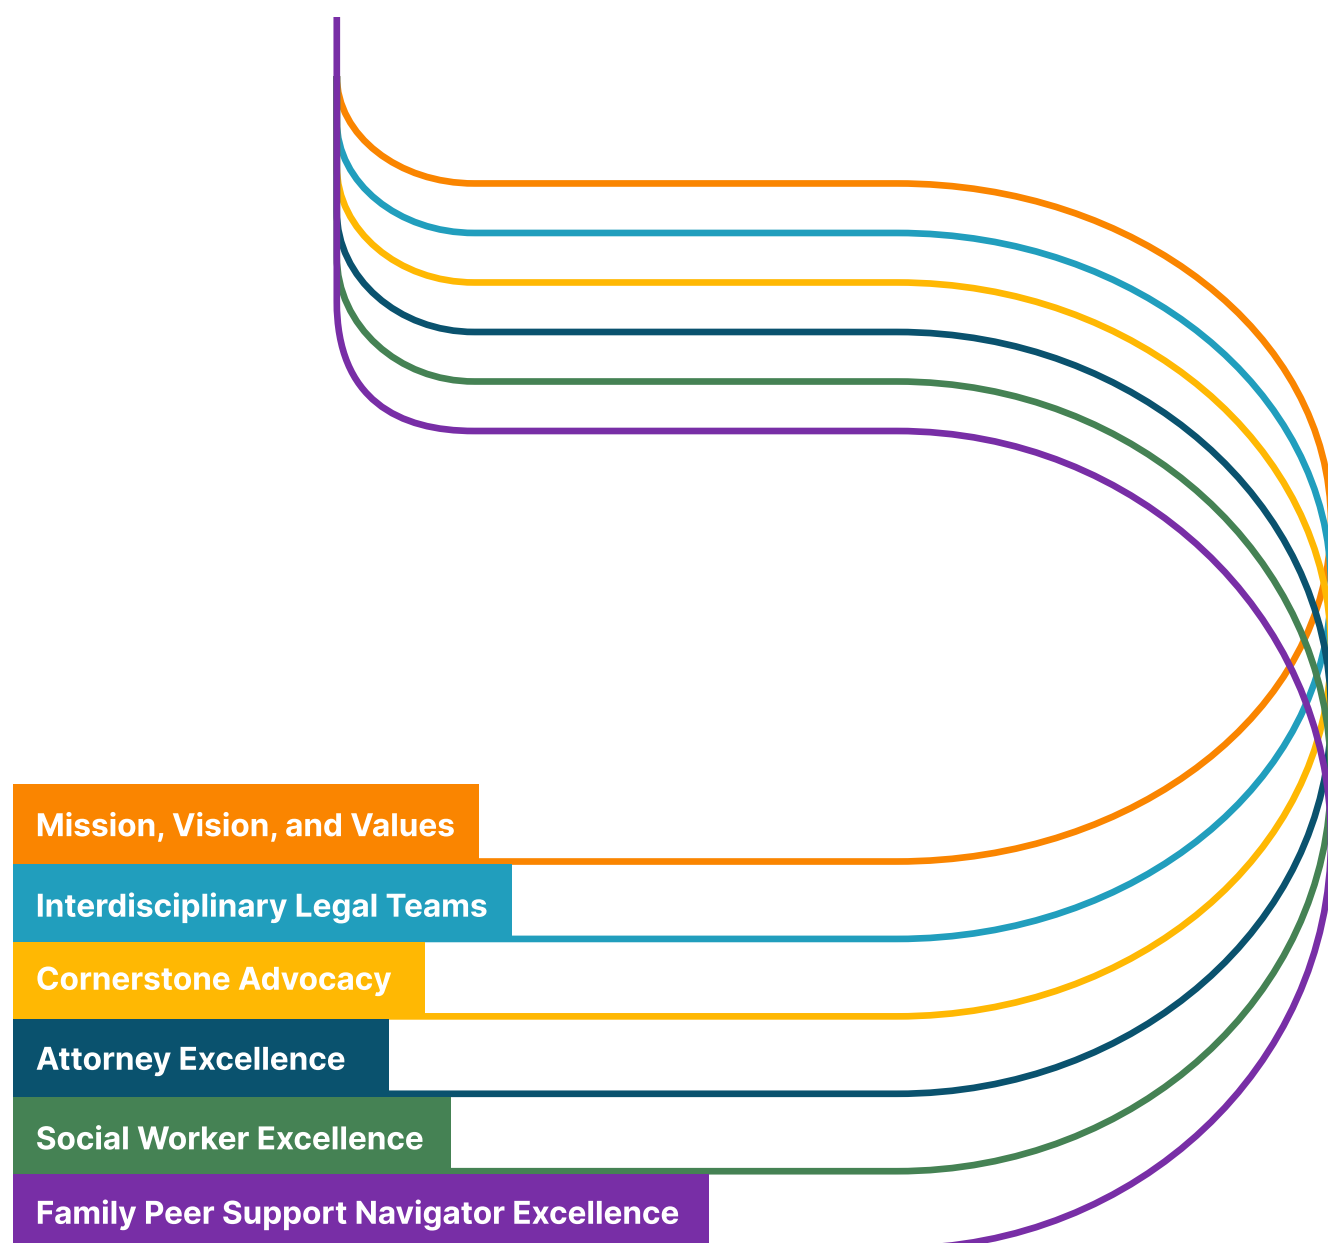 Mission, Vision, and Values
Interdisciplinary Legal Teams
Cornerstone Advocacy
Attorney Excellence
Social Worker Excellence
Family Peer Support Navigator Excellence